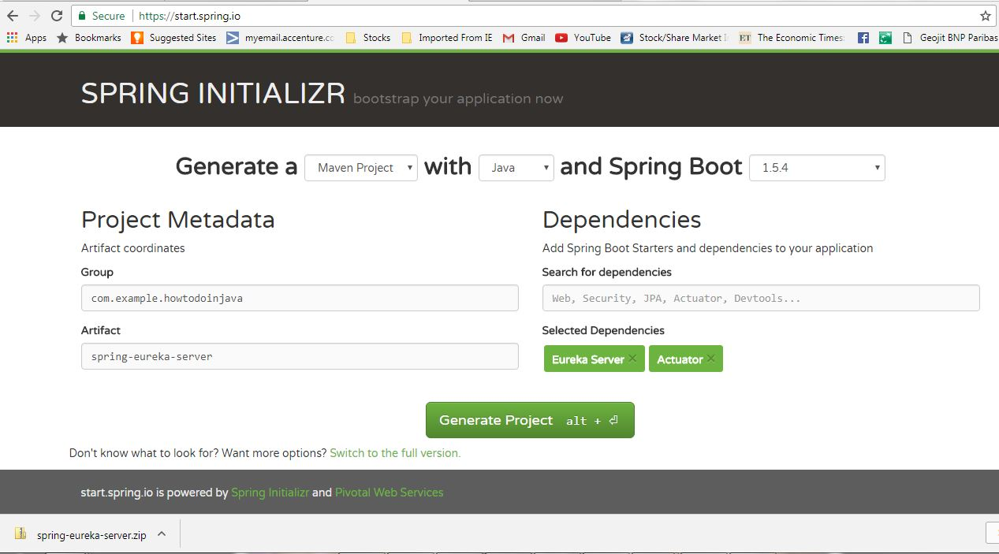 Secure https://start.spring.io
Apps Bookmarks Suggested Sites myemail.accenture.cc Stocks Imported From IE Gmail YouTube Stock/Share Market I ET The Economic Times: Geojit BNP Paribas
SPRING INITIALIZR bootstrap your application now
Generate a Maven Project with Java and Spring Boot 1.5.4
Project Metadata
Artifact coordinates
Group
com.example.howtodoinjava
Artifact
spring-eureka-server
Dependencies
Add Spring Boot Starters and dependencies to your application
Search for dependencies
Web, Security, JPA, Actuator, Devtools...
Selected Dependencies
Eureka Server × Actuator ×
Generate Project alt + ⏎
Don't know what to look for? Want more options? Switch to the full version.
start.spring.io is powered by Spring Initializr and Pivotal Web Services
spring-eureka-server.zip